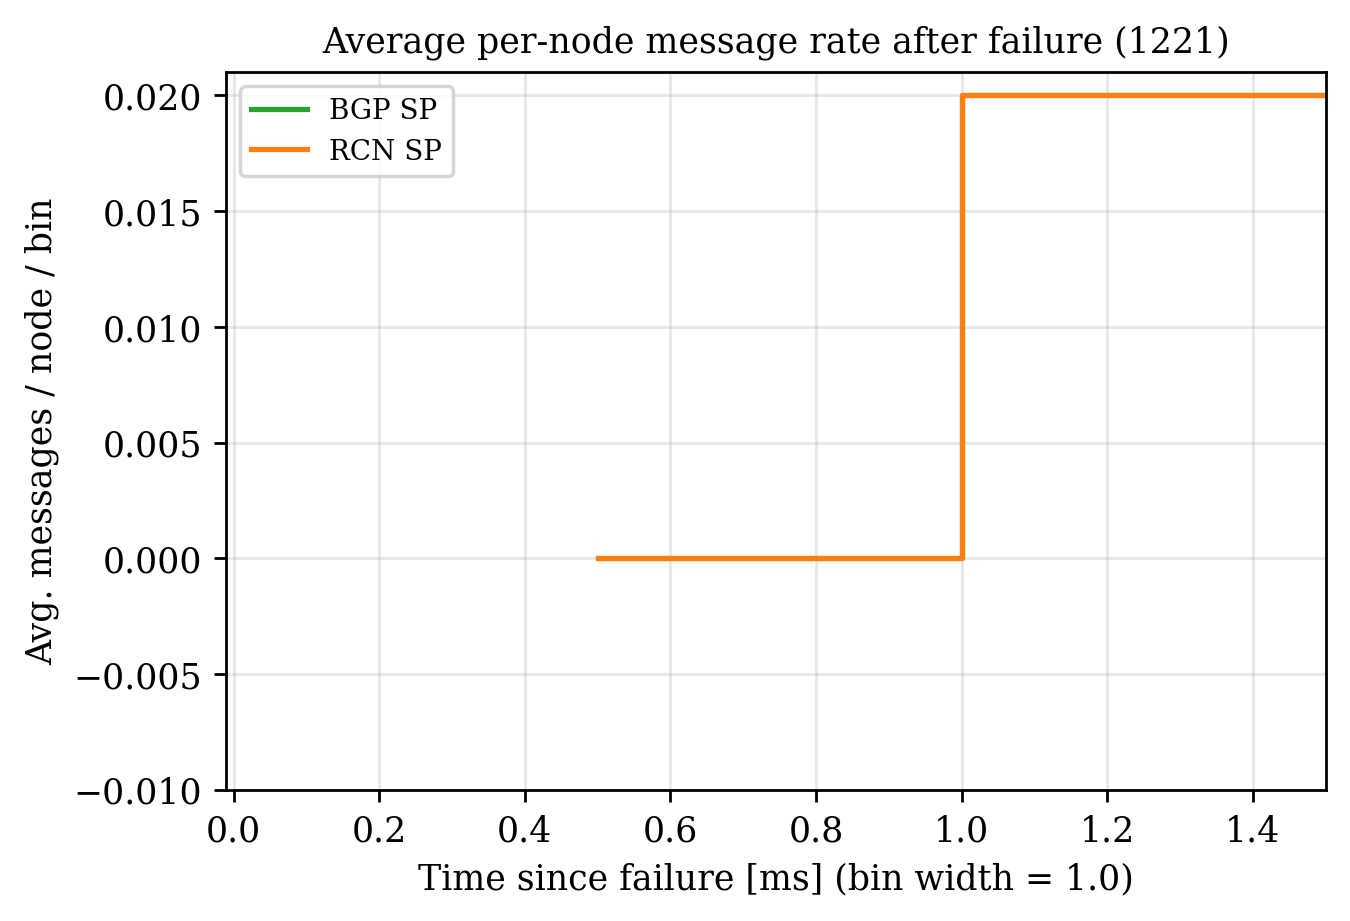 Average per-node message rate after failure (1221)
BGP SP
RCN SP
Avg. messages / node / bin
0.020
0.015
0.010
0.005
0.000
−0.005
−0.010
0.0 0.2 0.4 0.6 0.8 1.0 1.2 1.4
Time since failure [ms] (bin width = 1.0)